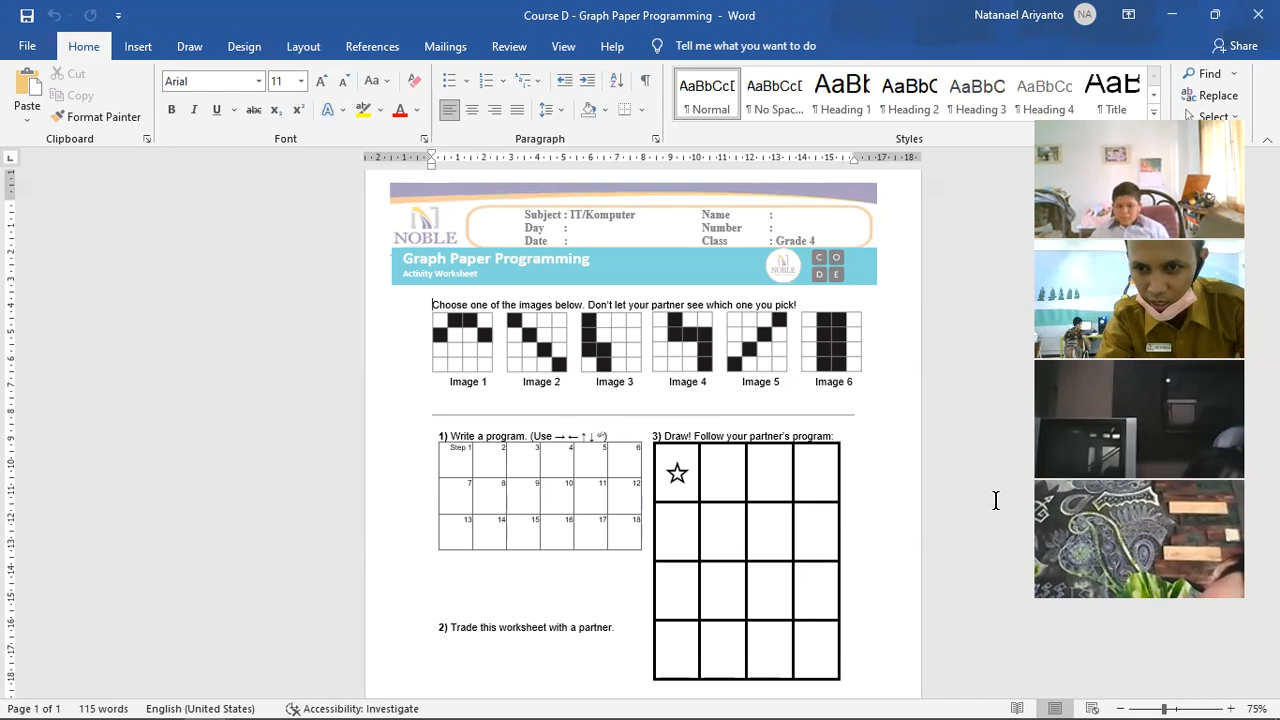 Course D - Graph Paper Programming - Word
Natanael Ariyanto NA
File Home Insert Draw Design Layout References Mailings Review View Help Tell me what you want to do Share
Paste
Cut
Copy
Format Painter
Clipboard
Arial 11
Font
Paragraph
AaBbCcD AaBbCcD AaBbC AaBbCc AaBbCcD AaBbCcD AaBb
¶ Normal ¶ No Spac... ¶ Heading 1 ¶ Heading 2 ¶ Heading 3 ¶ Heading 4 ¶ Title
Styles
Find
Replace
Select
NOBLE
Subject : IT/Komputer Name :
Day : Number :
Date : Class : Grade 4
Graph Paper Programming
Activity Worksheet
NOBLE
C O
D E
Choose one of the images below. Don't let your partner see which one you pick!
Image 1 Image 2 Image 3 Image 4 Image 5 Image 6
1) Write a program. (Use → ← ↑ ↓ )
Step 1 2 3 4 5 6
7 8 9 10 11 12
13 14 15 16 17 18
2) Trade this worksheet with a partner.
3) Draw! Follow your partner's program:
Page 1 of 1 115 words English (United States) Accessibility: Investigate 75%